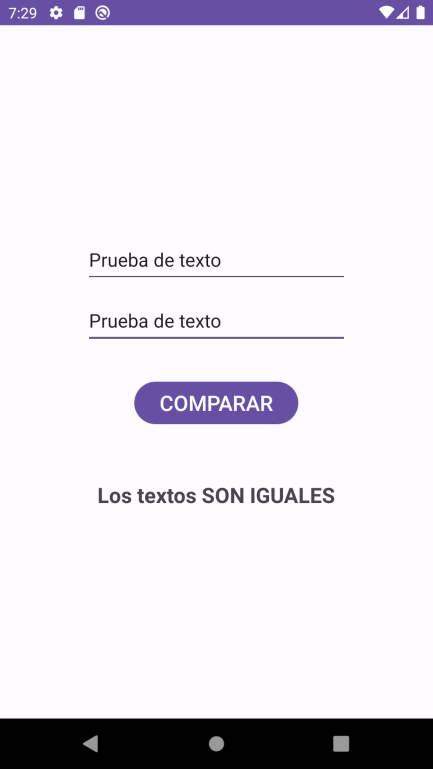 7:29
Prueba de texto
Prueba de texto
COMPARAR
Los textos SON IGUALES